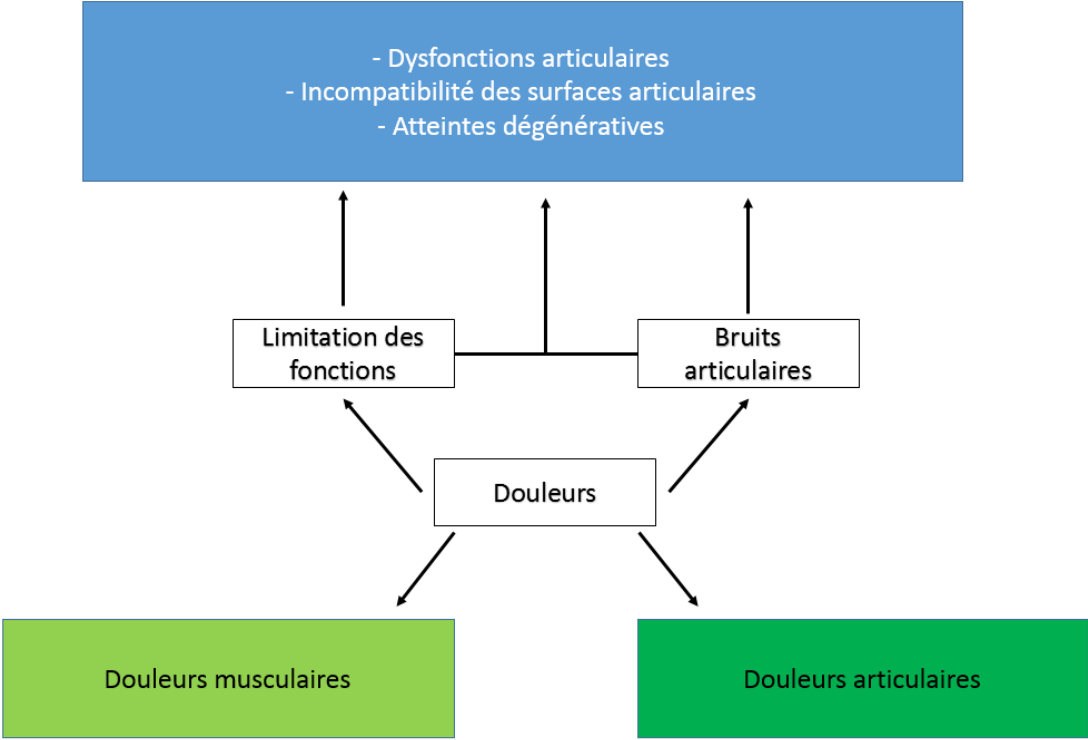 - Dysfonctions articulaires
- Incompatibilité des surfaces articulaires
- Atteintes dégénératives
Limitation des
fonctions
Bruits
articulaires
Douleurs
Douleurs musculaires
Douleurs articulaires